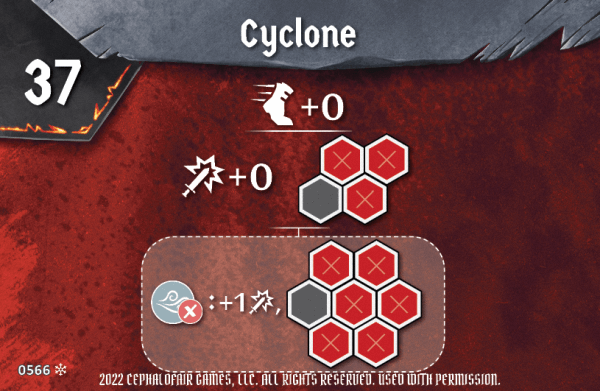 Cyclone
37
+0
+0
:+1 ,
0566
2022 CEPHALOFAIR GAMES, LLC. ALL RIGHTS RESERVED. USED WITH PERMISSION.